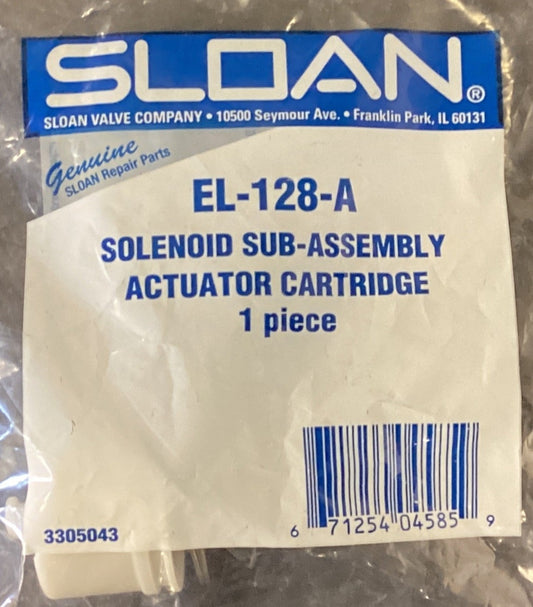 SLOAN®
SLOAN VALVE COMPANY • 10500 Seymour Ave. • Franklin Park, IL 60131
Genuine
SLOAN Repair Parts
EL-128-A
SOLENOID SUB-ASSEMBLY
ACTUATOR CARTRIDGE
1 piece
6 71254 04585 9
3305043